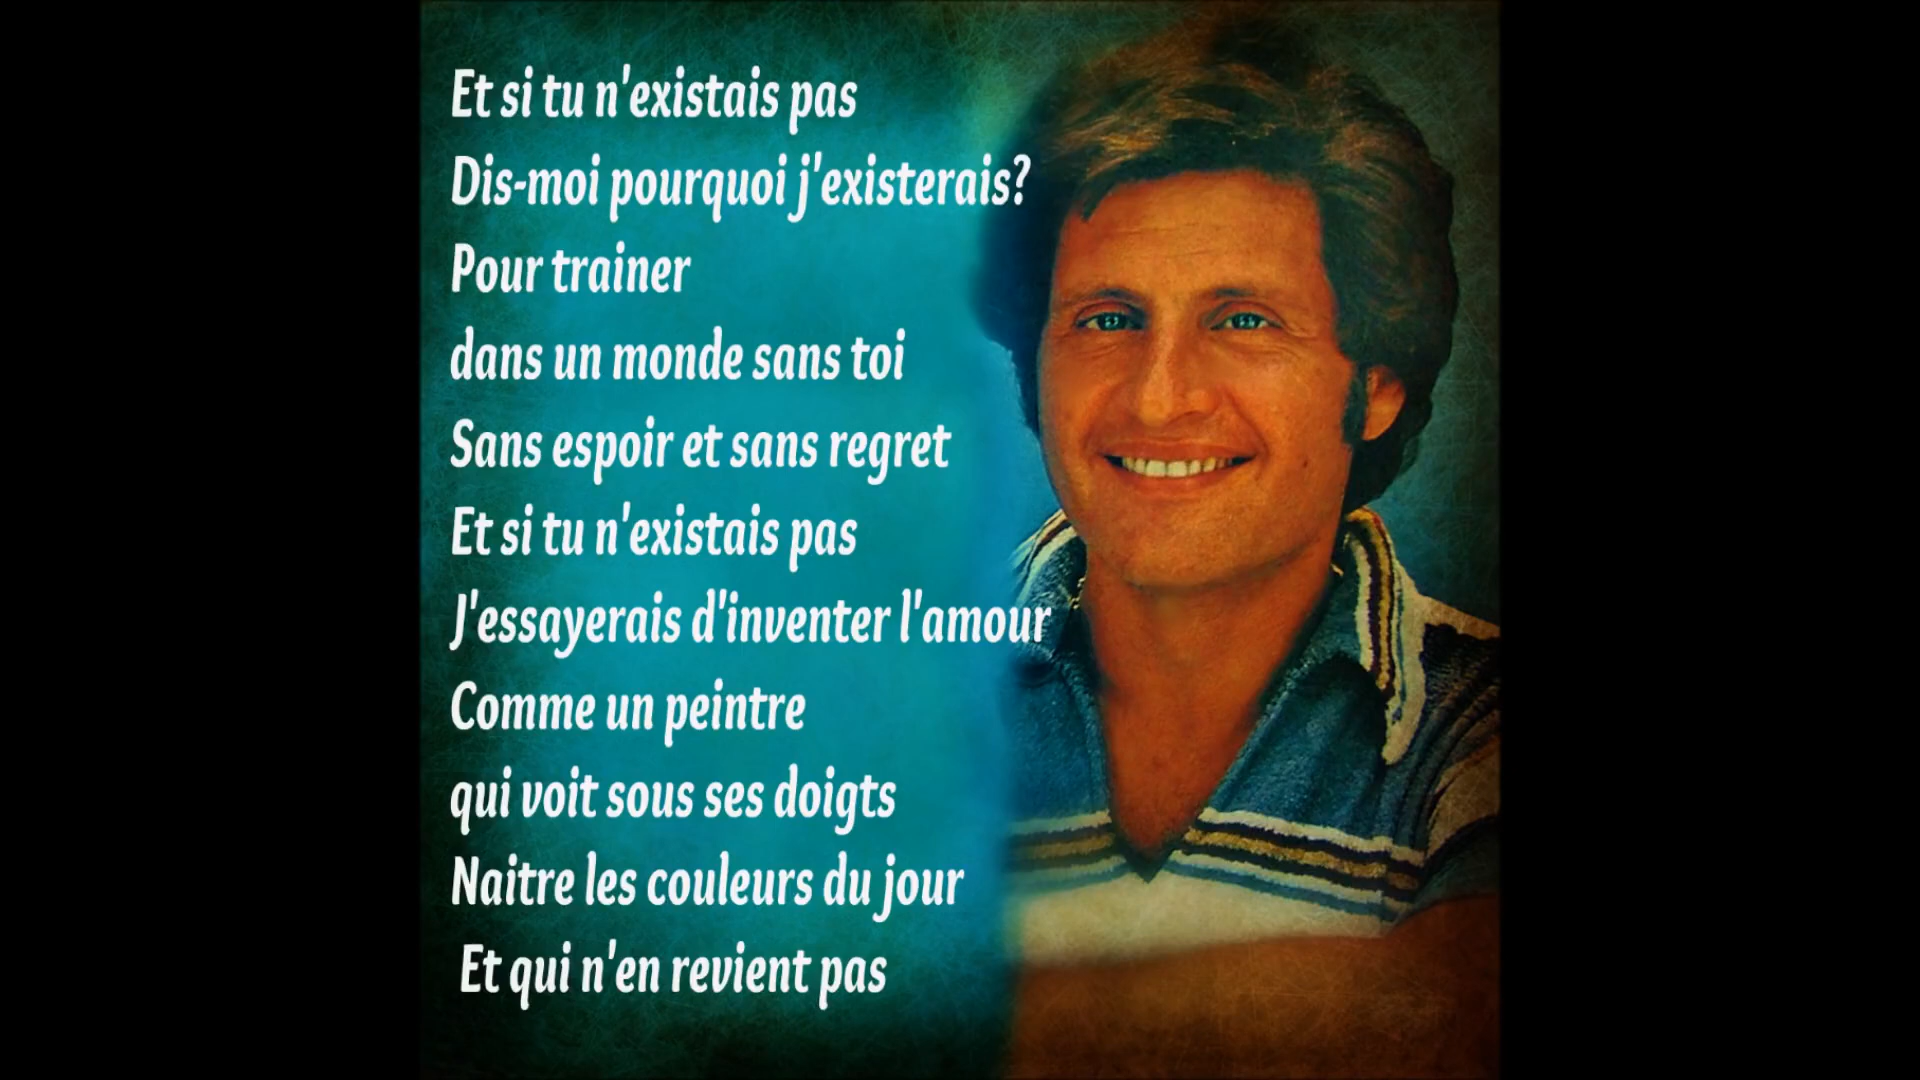 Et si tu n'existais pas
Dis-moi pourquoi j'existerais?
Pour trainer
dans un monde sans toi
Sans espoir et sans regret
Et si tu n'existais pas
J'essayerais d'inventer l'amour
Comme un peintre
qui voit sous ses doigts
Naitre les couleurs du jour
Et qui n'en revient pas